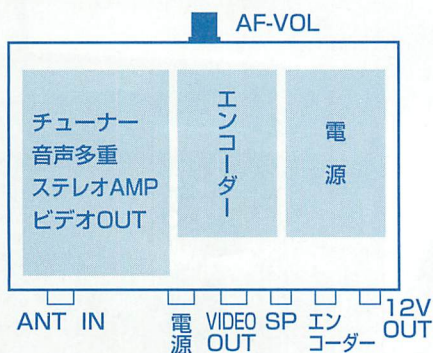 AF-VOL
チューナー
音声多重
ステレオAMP
ビデオOUT
エンコーダー
電源
ANT IN
電源
VIDEO
OUT
SP
エン
コーダー
12V
OUT